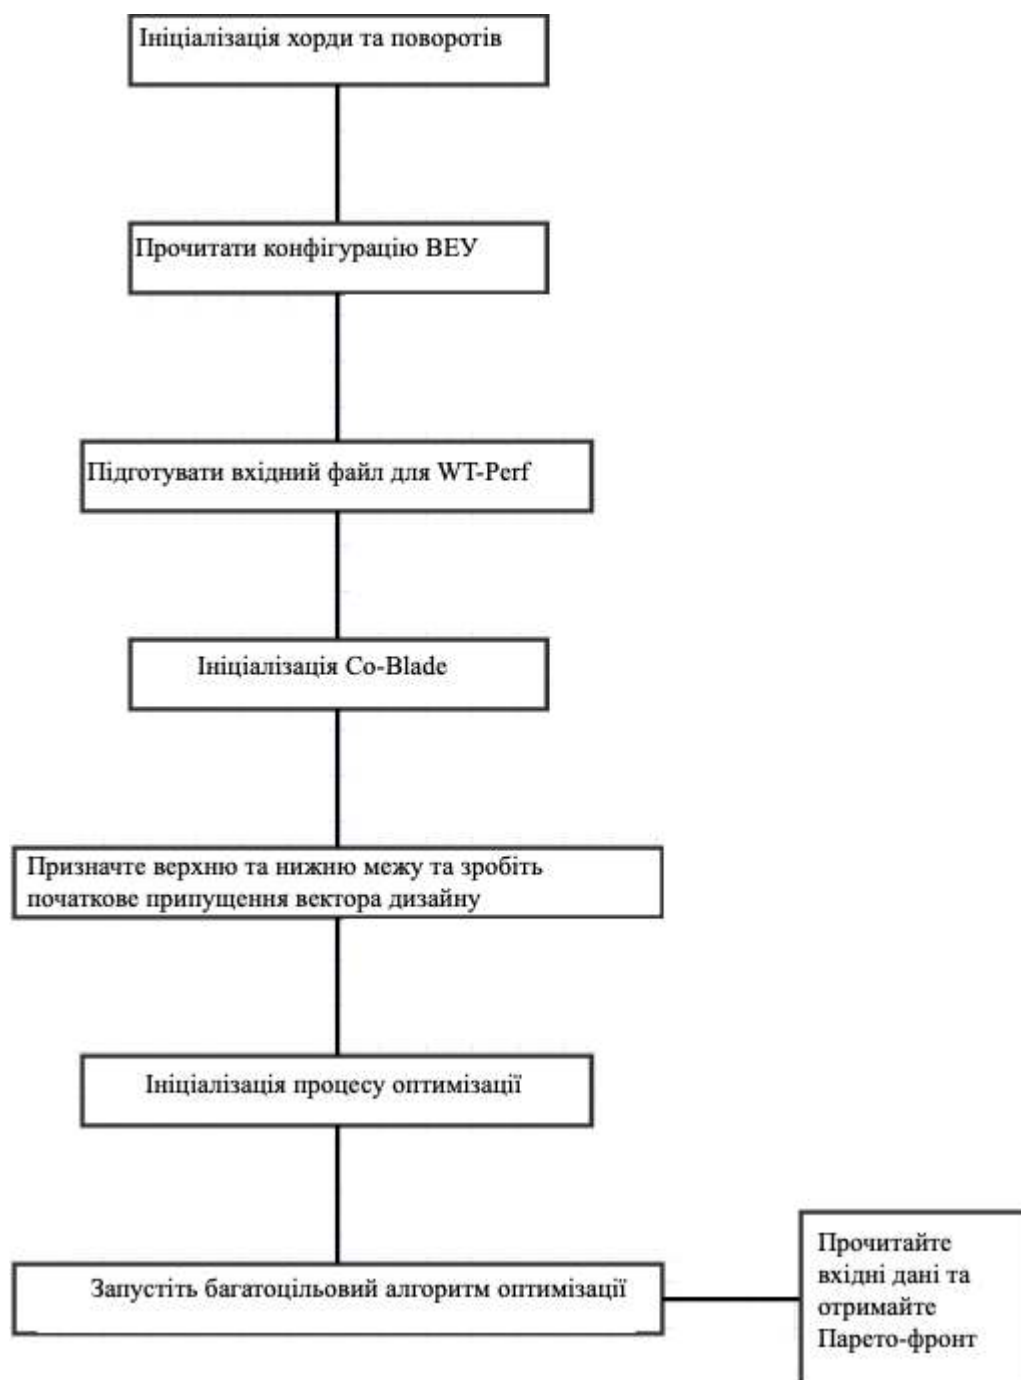 Ініціалізація хорди та поворотів
Прочитати конфігурацію ВЕУ
Підготувати вхідний файл для WT-Perf
Ініціалізація Co-Blade
Призначте верхню та нижню межу та зробіть
початкове припущення вектора дизайну
Ініціалізація процесу оптимізації
Запустіть багатоцільовий алгоритм оптимізації
Прочитайте
вхідні дані та
отримайте
Парето-фронт